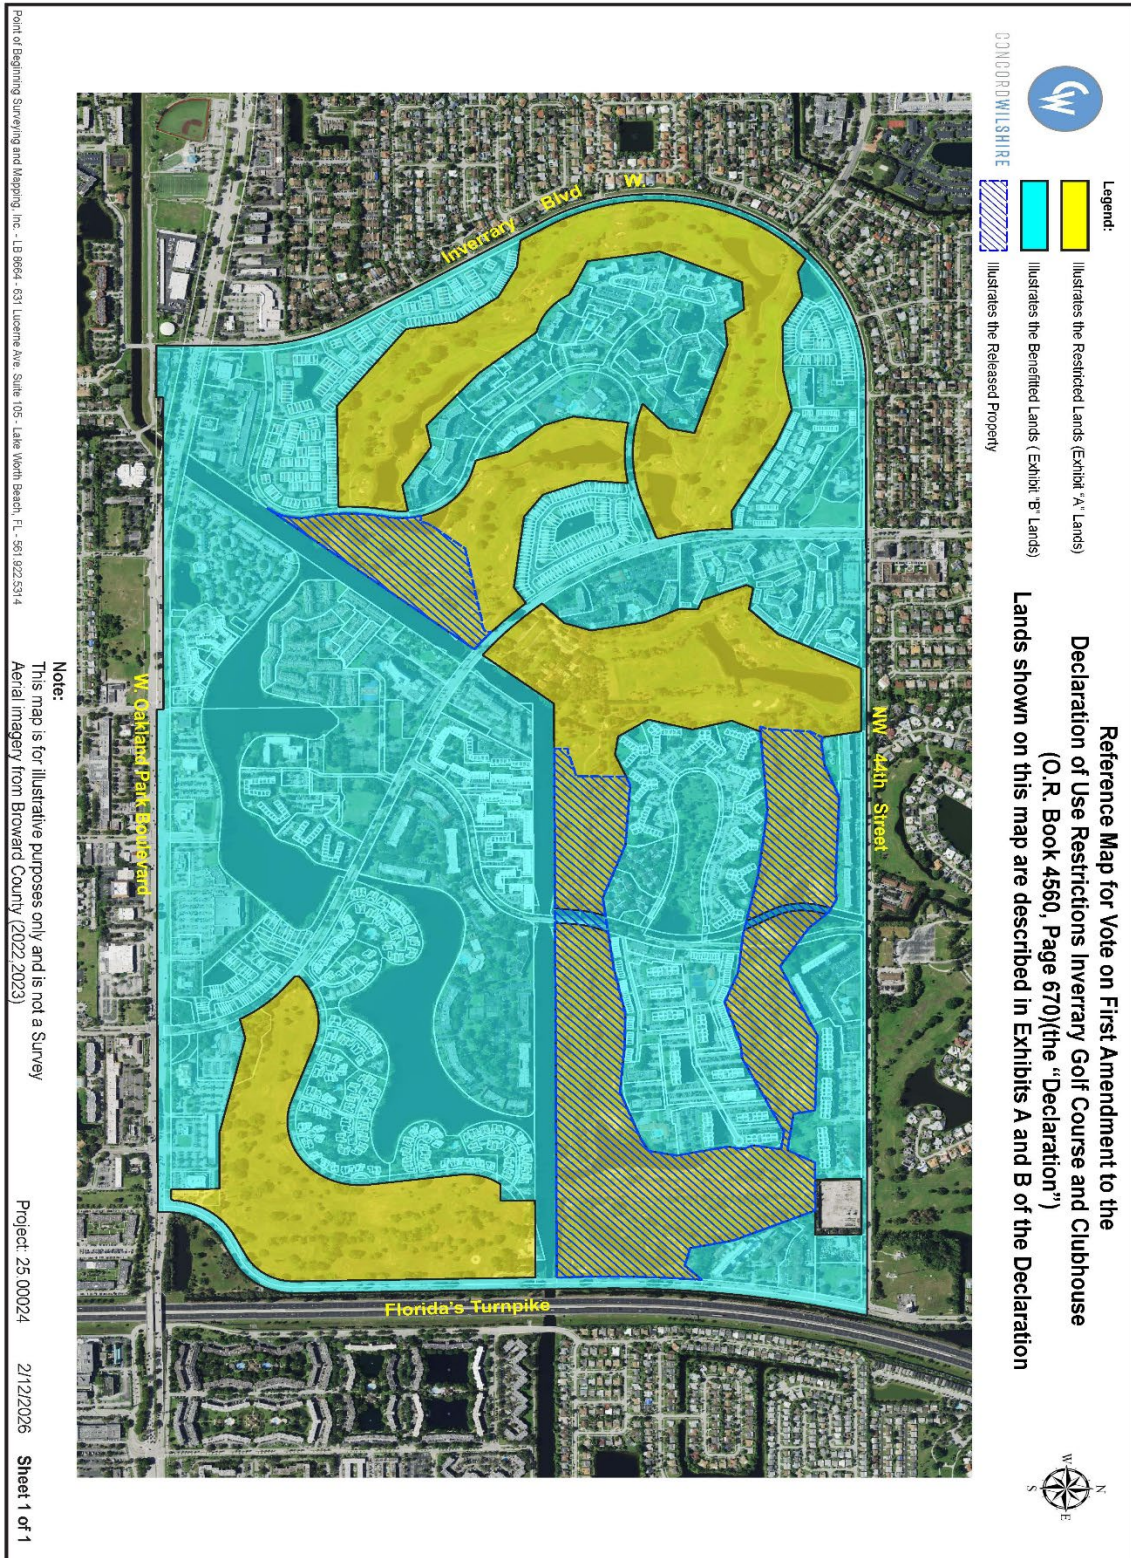 CW
CONCORDWILSHIRE
Legend:
Illustrates the Restricted Lands (Exhibit "A" Lands)
Illustrates the Benefitted Lands ( Exhibit "B" Lands)
Illustrates the Released Property
Reference Map for Vote on First Amendment to the
Declaration of Use Restrictions Inverrary Golf Course and Clubhouse
(O.R. Book 4560, Page 670)(the “Declaration”)
Lands shown on this map are described in Exhibits A and B of the Declaration
N
W
E
S
NW 44th Street
Inverrary Blvd W.
Florida's Turnpike
W. Oakland Park Boulevard
Note:
This map is for illustrative purposes only and is not a Survey
Aerial imagery from Broward County (2022,2023)
Point of Beginning Surveying and Mapping, Inc. - LB 8664 - 631 Lucerne Ave. Suite 105 - Lake Worth Beach, FL - 561.922.5314
Project: 25.00024
2/12/2026
Sheet 1 of 1